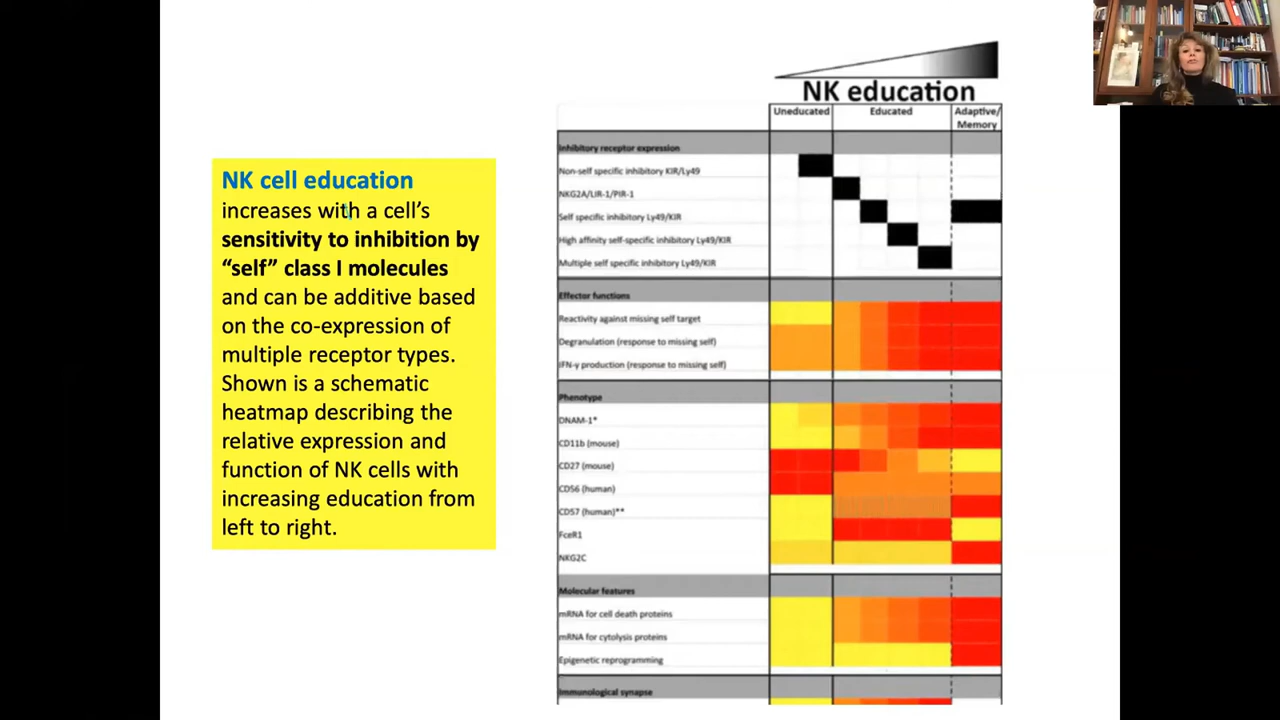 NK cell education
increases with a cell's
sensitivity to inhibition by
“self” class I molecules
and can be additive based
on the co-expression of
multiple receptor types.
Shown is a schematic
heatmap describing the
relative expression and
function of NK cells with
increasing education from
left to right.
NK education
Uneducated
Educated
Adaptive/
Memory
Inhibitory receptor expression
Non-self specific inhibitory KIR/Ly49
NKG2A/LIR-1/PIR-1
Self specific inhibitory Ly49/KIR
High affinity self-specific inhibitory Ly49/KIR
Multiple self specific inhibitory Ly49/KIR
Effector functions
Reactivity against missing self target
Degranulation (response to missing self)
IFN-γ production (response to missing self)
Phenotype
DNAM-1*
CD11b (mouse)
CD27 (mouse)
CD56 (human)
CD57 (human)**
FceR1
NKG2C
Molecular features
mRNA for cell death proteins
mRNA for cytolysis proteins
Epigenetic reprogramming
Immunological synapse